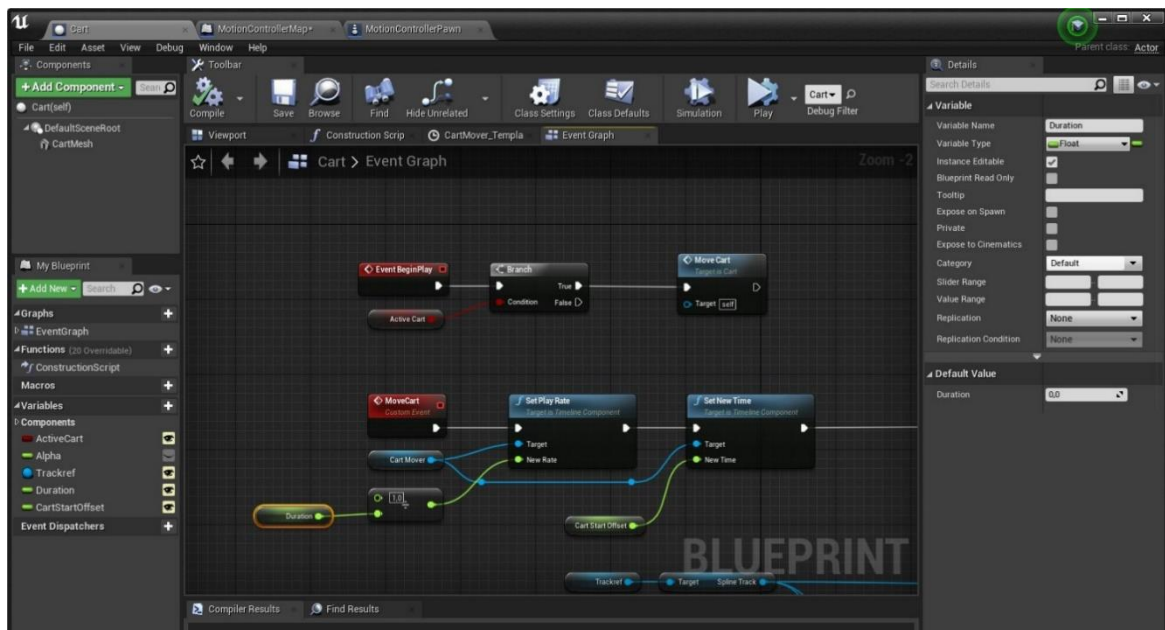 Cart
MotionControllerMap*
MotionControllerPawn
File Edit Asset View Debug Window Help
Parent class: Actor
Components
+ Add Component
Cart(self)
DefaultSceneRoot
CartMesh
My Blueprint
+ Add New Search
Graphs
EventGraph
Functions (20 Overridable)
ConstructionScript
Macros
Variables
Components
ActiveCart
Alpha
Trackref
Duration
CartStartOffset
Event Dispatchers
Toolbar
Compile Save Browse Find Hide Unrelated Class Settings Class Defaults Simulation Play
Cart
Debug Filter
Viewport Construction Scrip CartMover_Templa Event Graph
Cart > Event Graph
Zoom -2
Event BeginPlay
Branch
True
Condition False
Active Cart
Move Cart
Target is Cart
Target self
MoveCart
Custom Event
Set Play Rate
Target is Timeline Component
Target
New Rate
Set New Time
Target is Timeline Component
Target
New Time
Cart Mover
1,0
Duration
Cart Start Offset
Trackref
Target Spline Track
BLUEPRINT
Compiler Results Find Results
Details
Search Details
Variable
Variable Name Duration
Variable Type Float
Instance Editable
Blueprint Read Only
Tooltip
Expose on Spawn
Private
Expose to Cinematics
Category Default
Slider Range
Value Range
Replication None
Replication Condition None
Default Value
Duration 0,0